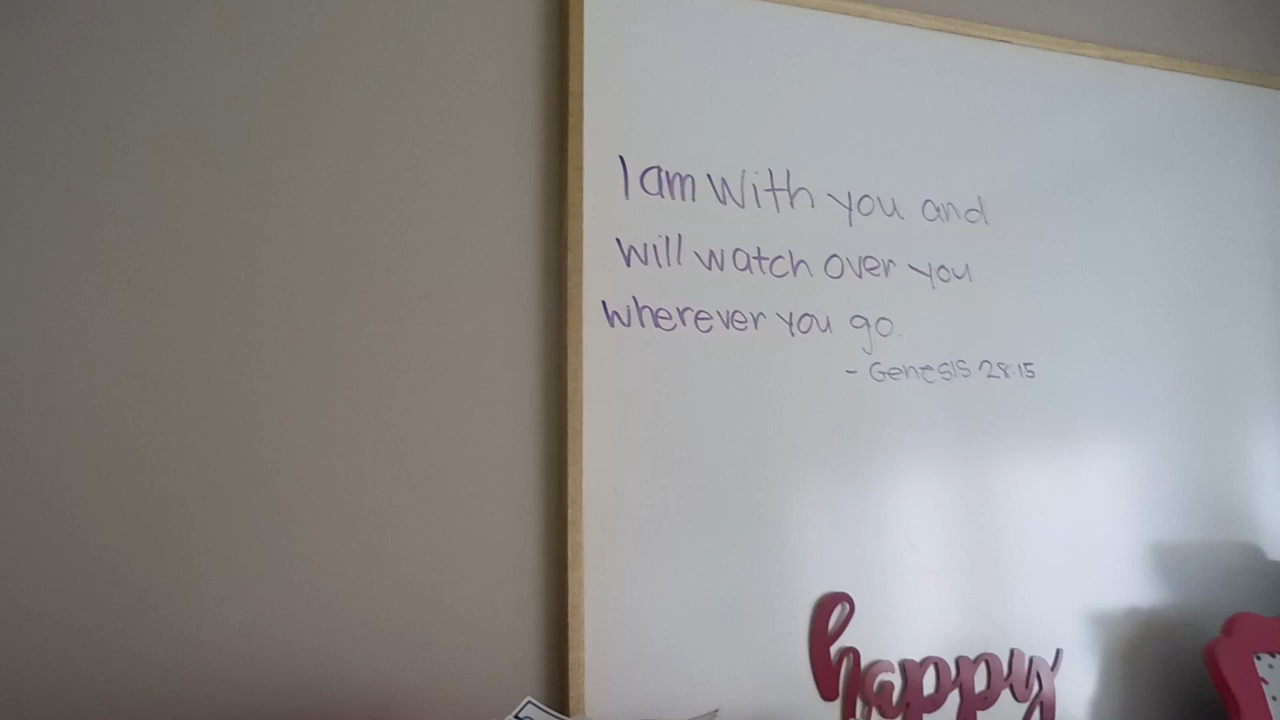 I am with you and
will watch over you
wherever you go.
- Genesis 28:15
happy